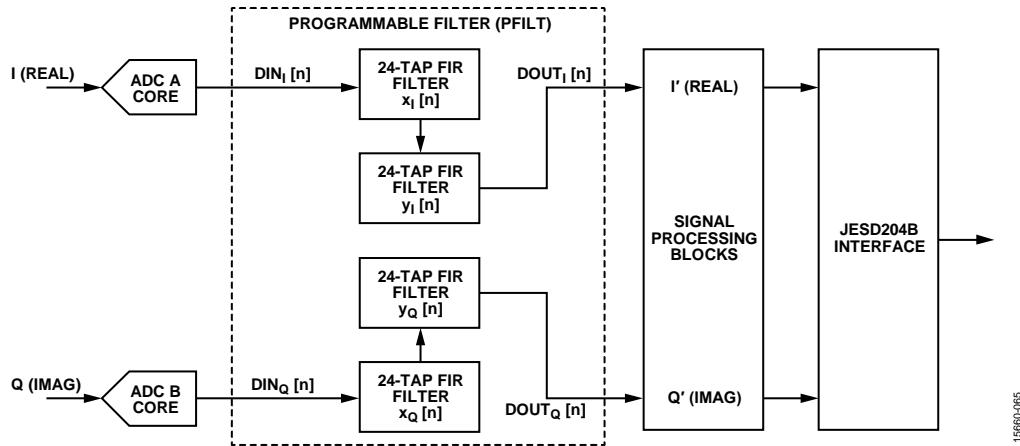 PROGRAMMABLE FILTER (PFILT)
I (REAL)
ADC A
CORE
DINI [n]
24-TAP FIR
FILTER
xI [n]
DOUTI [n]
I′ (REAL)
24-TAP FIR
FILTER
yI [n]
SIGNAL
PROCESSING
BLOCKS
JESD204B
INTERFACE
24-TAP FIR
FILTER
yQ [n]
Q (IMAG)
ADC B
CORE
DINQ [n]
24-TAP FIR
FILTER
xQ [n]
DOUTQ [n]
Q′ (IMAG)
15660-065